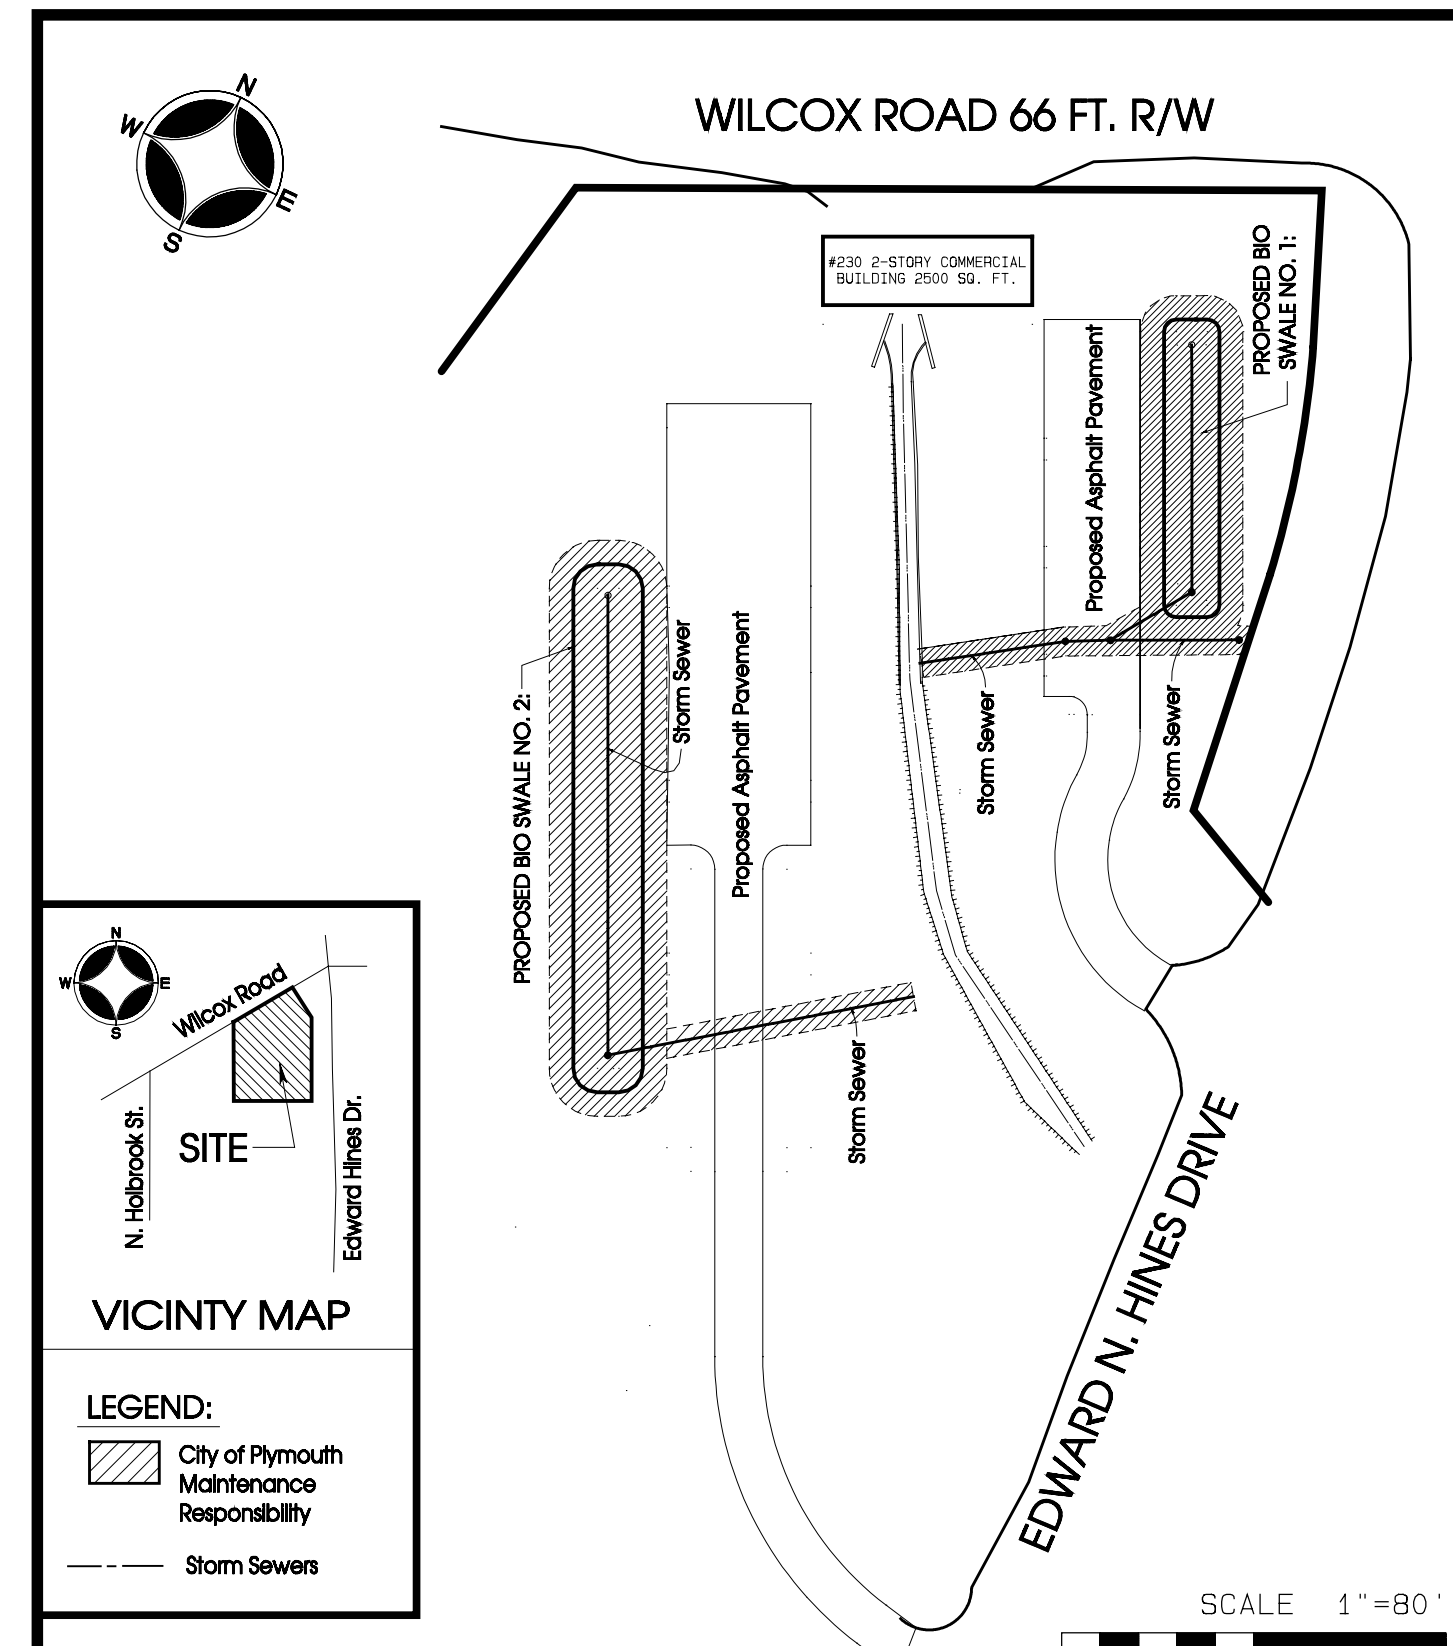 N
W
E
S
WILCOX ROAD 66 FT. R/W
#230 2-STORY COMMERCIAL
BUILDING 2500 SQ. FT.
PROPOSED BIO
SWALE NO. 1:
Proposed Asphalt Pavement
Storm Sewer
PROPOSED BIO SWALE NO. 2:
Proposed Asphalt Pavement
Storm Sewer
Storm Sewer
Storm Sewer
EDWARD N. HINES DRIVE
N
W
E
S
Wilcox Road
N. Holbrook St.
SITE
Edward Hines Dr.
VICINTY MAP
LEGEND:
City of Plymouth
Maintenance
Responsibility
Storm Sewers
SCALE 1"=80'